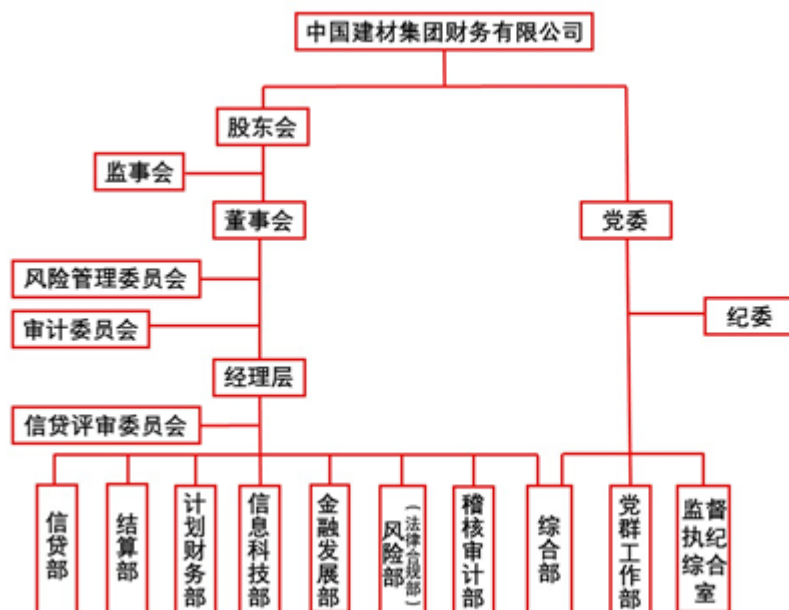 中国建材集团财务有限公司
股东会
监事会
董事会
党委
风险管理委员会
纪委
审计委员会
经理层
信贷评审委员会
信贷部
结算部
计划财务部
信息科技部
金融发展部
风险部
(法律合规部)
稽核审计部
综合部
党群工作部
监督
执纪
综合
室